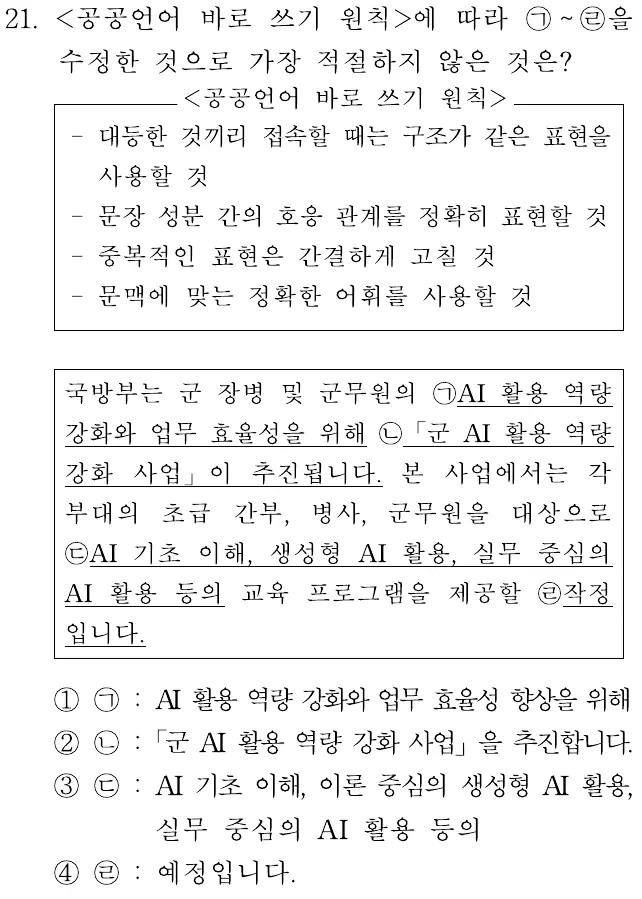 21. <공공언어 바로 쓰기 원칙>에 따라 ㉠~㉣을
수정한 것으로 가장 적절하지 않은 것은?
<공공언어 바로 쓰기 원칙>
- 대등한 것끼리 접속할 때는 구조가 같은 표현을
사용할 것
- 문장 성분 간의 호응 관계를 정확히 표현할 것
- 중복적인 표현은 간결하게 고칠 것
- 문맥에 맞는 정확한 어휘를 사용할 것
국방부는 군 장병 및 군무원의 ㉠AI 활용 역량
강화와 업무 효율성을 위해 ㉡「군 AI 활용 역량
강화 사업」이 추진됩니다. 본 사업에서는 각
부대의 초급 간부, 병사, 군무원을 대상으로
㉢AI 기초 이해, 생성형 AI 활용, 실무 중심의
AI 활용 등의 교육 프로그램을 제공할 ㉣작정
입니다.
① ㉠ : AI 활용 역량 강화와 업무 효율성 향상을 위해
② ㉡ :「군 AI 활용 역량 강화 사업」을 추진합니다.
③ ㉢ : AI 기초 이해, 이론 중심의 생성형 AI 활용,
실무 중심의 AI 활용 등의
④ ㉣ : 예정입니다.